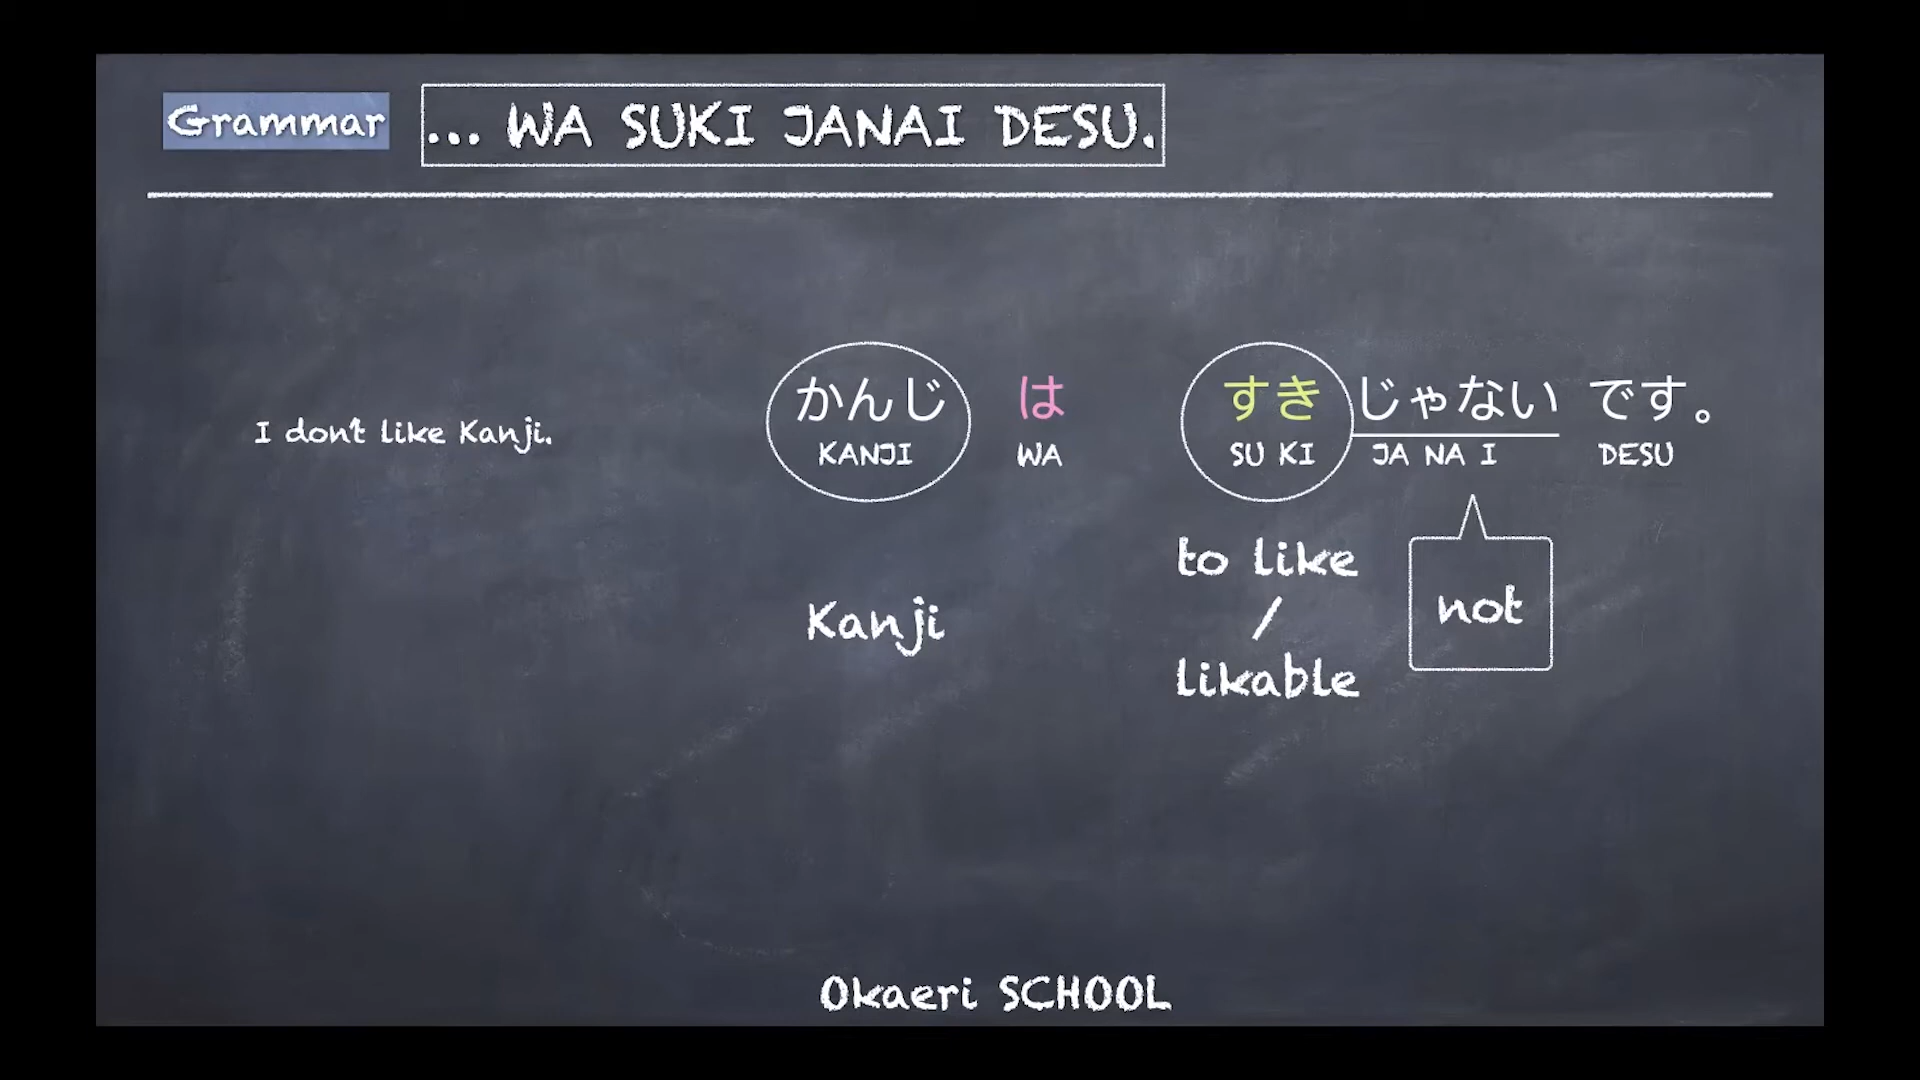 Grammar
... WA SUKI JANAI DESU.
I don't like Kanji.
かんじ は すき じゃない です。
KANJI WA SU KI JA NA I DESU
Kanji
to like
/
likable
not
Okaeri SCHOOL